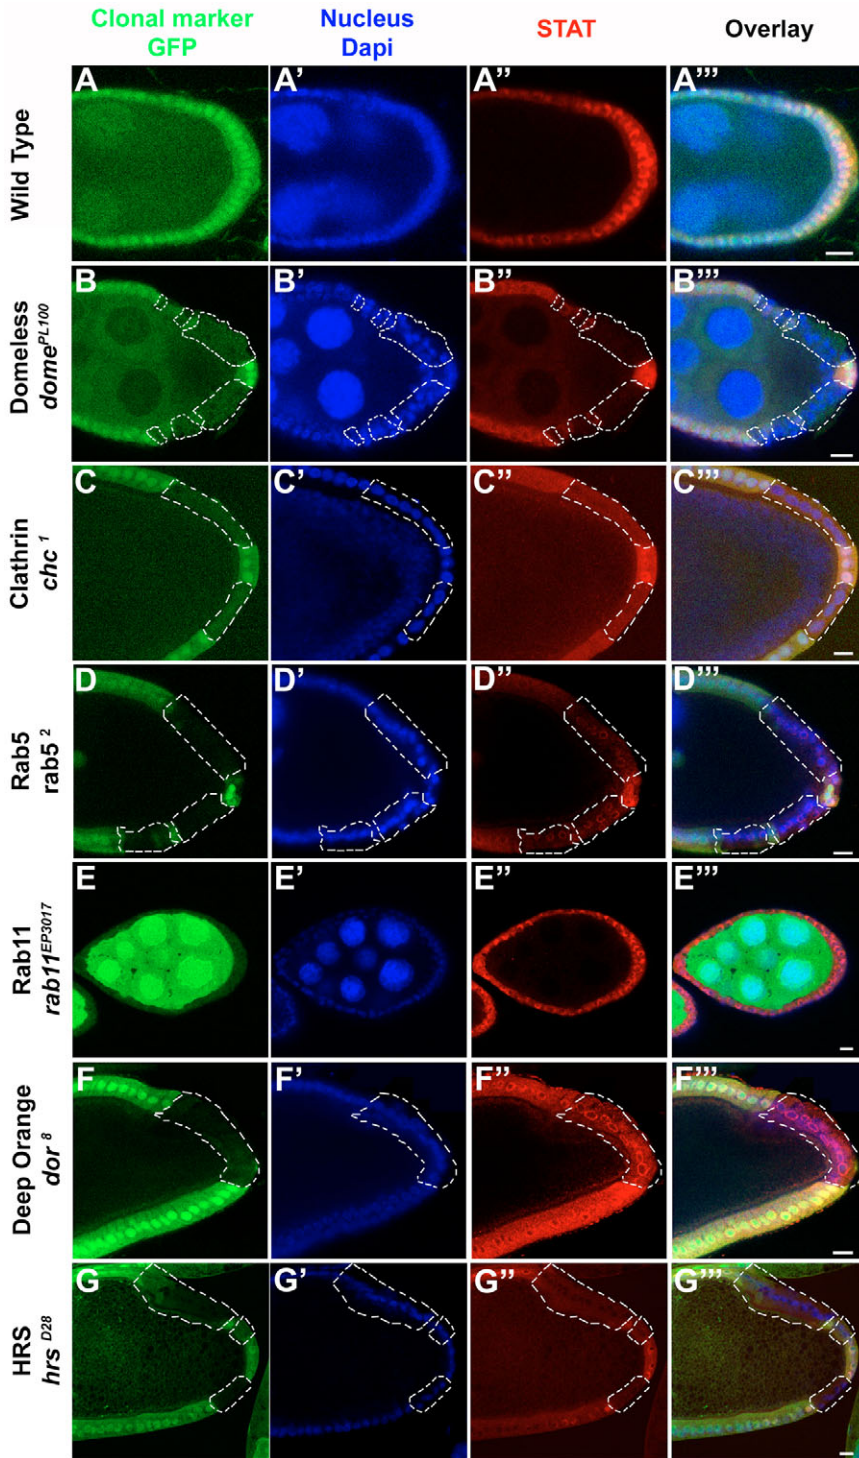 Clonal marker GFP
Nucleus Dapi
STAT
Overlay
Wild Type
A
A’
A’’
A’’’
Domeless
dome^PL100
B
B’
B’’
B’’’
Clathrin
chc ^1
C
C’
C’’
C’’’
Rab5
rab5 ^2
D
D’
D’’
D’’’
Rab11
rab11^EP3017
E
E’
E’’
E’’’
Deep Orange
dor ^8
F
F’
F’’
F’’’
HRS
hrs ^D28
G
G’
G’’
G’’’